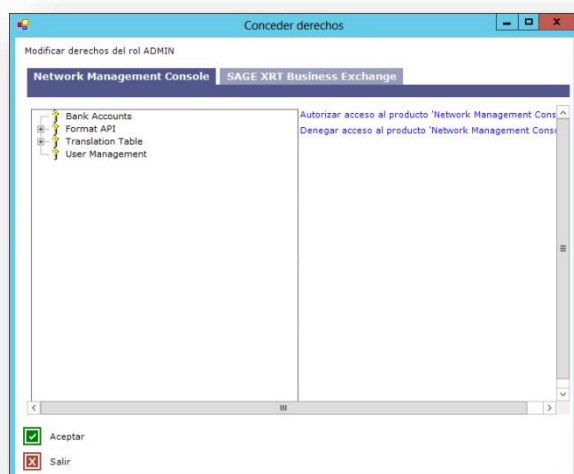 Conceder derechos
Modificar derechos del rol ADMIN
Network Management Console SAGE XRT Business Exchange
Bank Accounts
Format API
Translation Table
User Management
Autorizar acceso al producto 'Network Management Cons
Denegar acceso al producto 'Network Management Conso
Aceptar
Salir